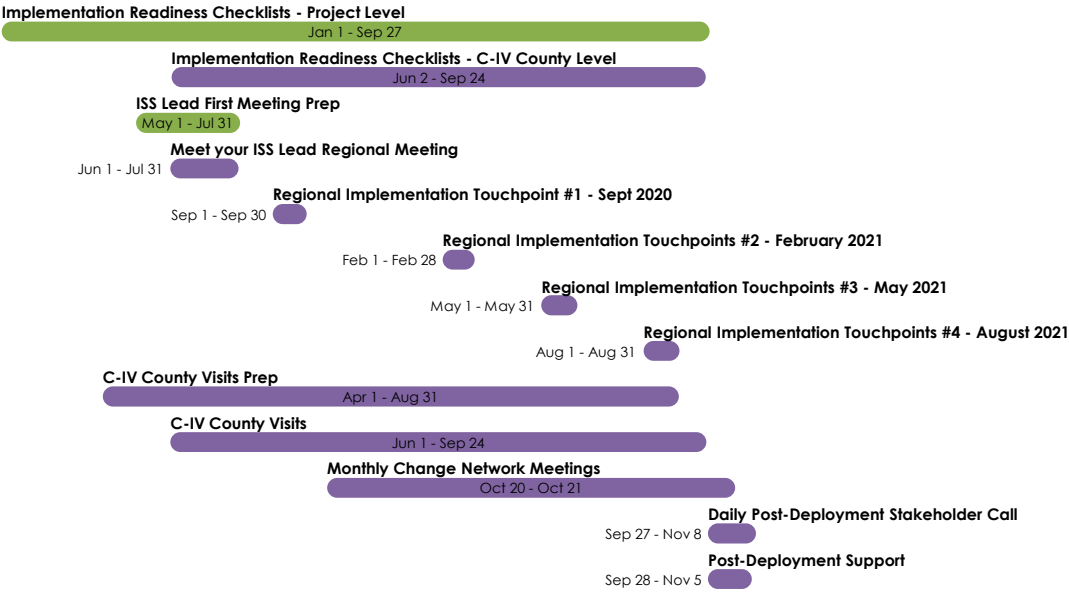 Implementation Readiness Checklists - Project Level
Jan 1 - Sep 27
Implementation Readiness Checklists - C-IV County Level
Jun 2 - Sep 24
ISS Lead First Meeting Prep
May 1 - Jul 31
Meet your ISS Lead Regional Meeting
Jun 1 - Jul 31
Regional Implementation Touchpoint #1 - Sept 2020
Sep 1 - Sep 30
Regional Implementation Touchpoints #2 - February 2021
Feb 1 - Feb 28
Regional Implementation Touchpoints #3 - May 2021
May 1 - May 31
Regional Implementation Touchpoints #4 - August 2021
Aug 1 - Aug 31
C-IV County Visits Prep
Apr 1 - Aug 31
C-IV County Visits
Jun 1 - Sep 24
Monthly Change Network Meetings
Oct 20 - Oct 21
Daily Post-Deployment Stakeholder Call
Sep 27 - Nov 8
Post-Deployment Support
Sep 28 - Nov 5